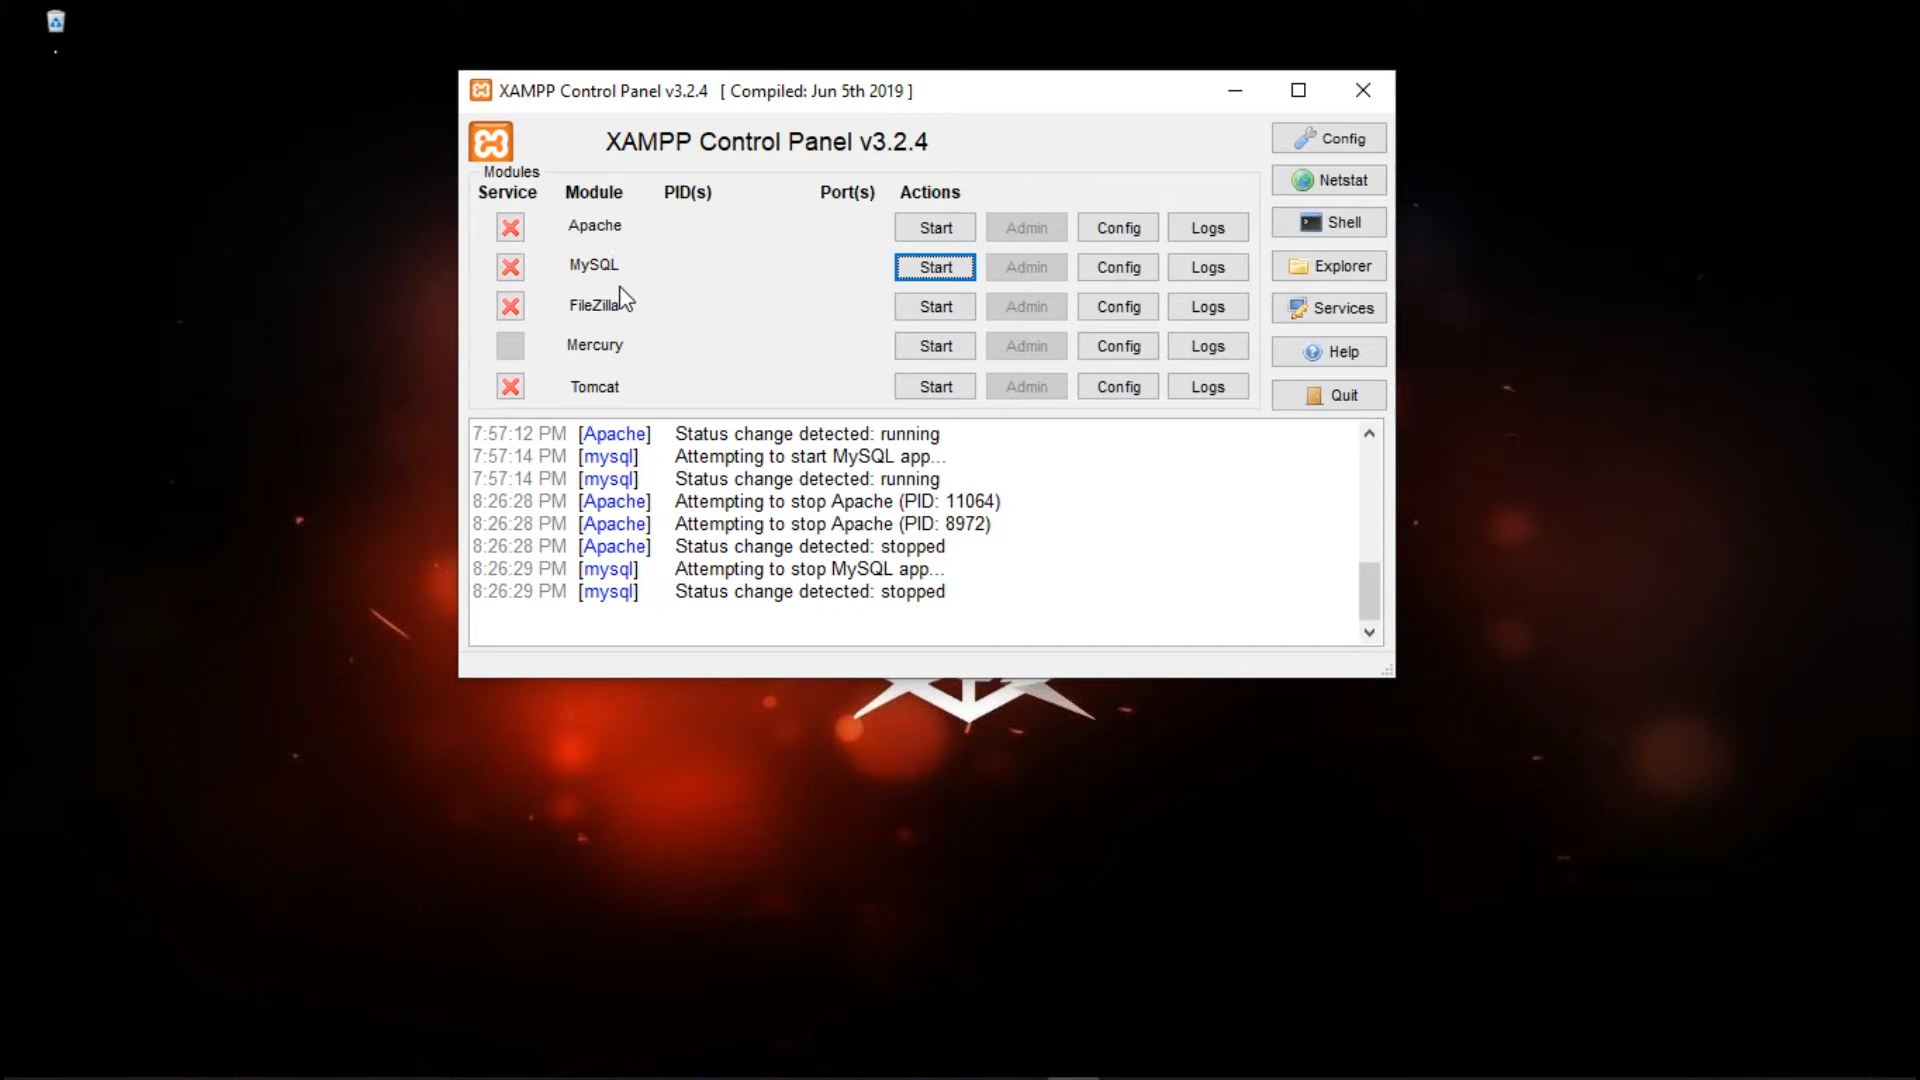 XAMPP Control Panel v3.2.4 [ Compiled: Jun 5th 2019 ]
XAMPP Control Panel v3.2.4
Config
Modules
Service Module PID(s) Port(s) Actions
Netstat
Apache Start Admin Config Logs
Shell
MySQL Start Admin Config Logs
Explorer
FileZilla Start Admin Config Logs
Services
Mercury Start Admin Config Logs
Help
Tomcat Start Admin Config Logs
Quit
7:57:12 PM [Apache] Status change detected: running
7:57:14 PM [mysql] Attempting to start MySQL app...
7:57:14 PM [mysql] Status change detected: running
8:26:28 PM [Apache] Attempting to stop Apache (PID: 11064)
8:26:28 PM [Apache] Attempting to stop Apache (PID: 8972)
8:26:28 PM [Apache] Status change detected: stopped
8:26:29 PM [mysql] Attempting to stop MySQL app...
8:26:29 PM [mysql] Status change detected: stopped